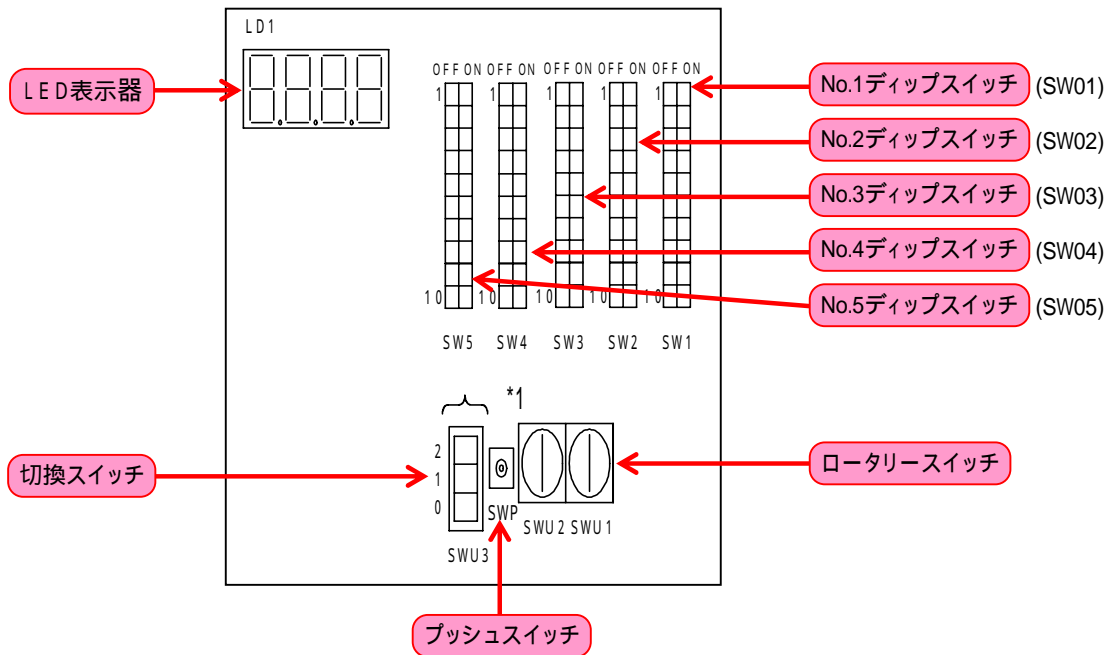 LD1
LED表示器
OFF ON OFF ON OFF ON OFF ON OFF ON
1 1 1 1 1
No.1ディップスイッチ (SW01)
No.2ディップスイッチ (SW02)
No.3ディップスイッチ (SW03)
No.4ディップスイッチ (SW04)
No.5ディップスイッチ (SW05)
10 10 10 10 10
SW5 SW4 SW3 SW2 SW1
*1
2
1
0
切換スイッチ
ロータリースイッチ
SWP
SWU2 SWU1
SWU3
プッシュスイッチ